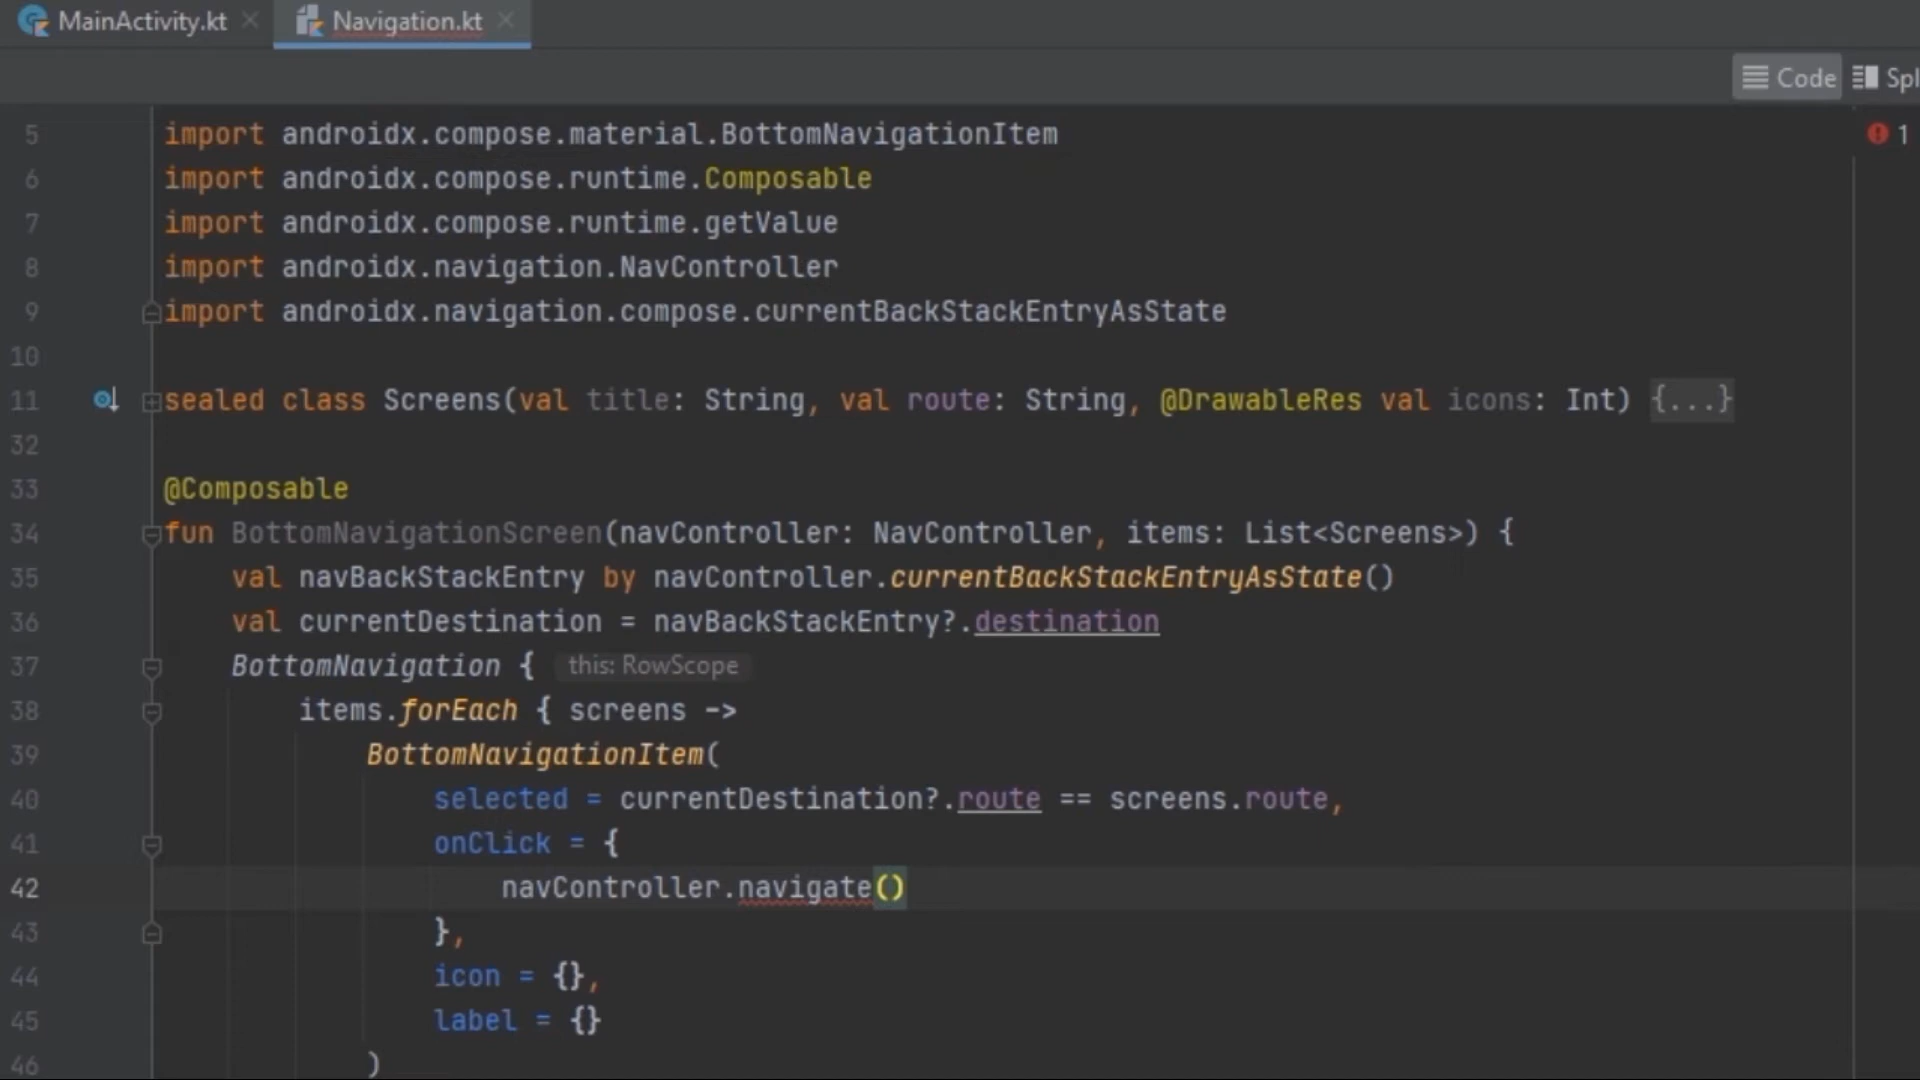 MainActivity.kt
Navigation.kt
Code
Spl
5 import androidx.compose.material.BottomNavigationItem
1
6 import androidx.compose.runtime.Composable
7 import androidx.compose.runtime.getValue
8 import androidx.navigation.NavController
9 import androidx.navigation.compose.currentBackStackEntryAsState
10
11 sealed class Screens(val title: String, val route: String, @DrawableRes val icons: Int) {...}
32
33 @Composable
34 fun BottomNavigationScreen(navController: NavController, items: List<Screens>) {
35 val navBackStackEntry by navController.currentBackStackEntryAsState()
36 val currentDestination = navBackStackEntry?.destination
37 BottomNavigation { this: RowScope
38 items.forEach { screens ->
39 BottomNavigationItem(
40 selected = currentDestination?.route == screens.route,
41 onClick = {
42 navController.navigate()
43 },
44 icon = {},
45 label = {}
46 )